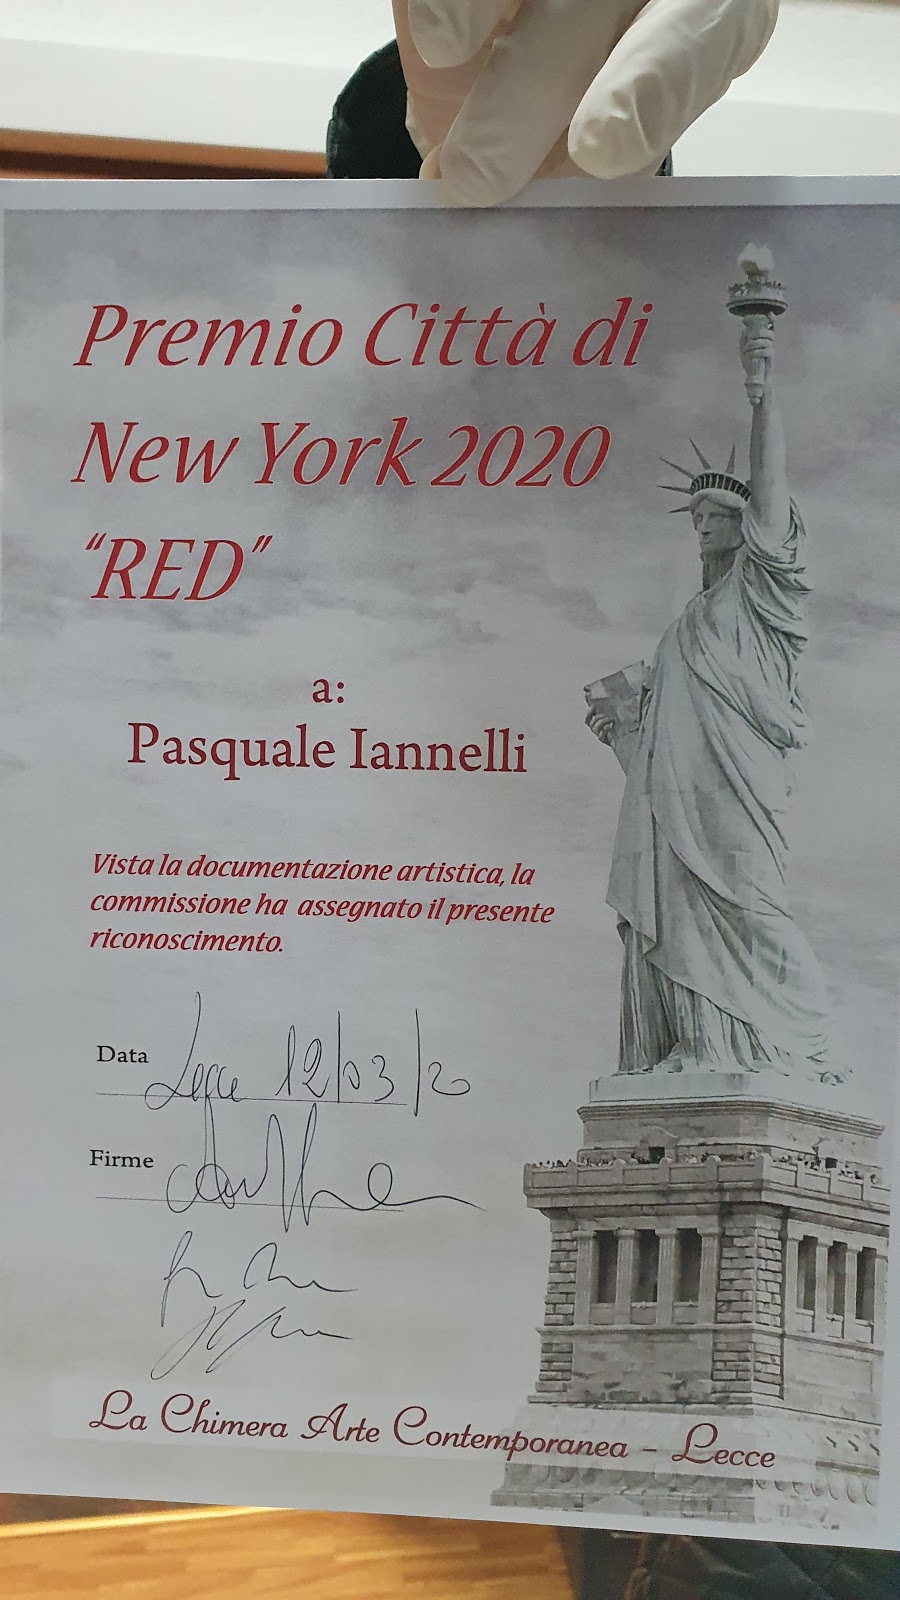 Premio Città di
New York 2020
“RED”
a:
Pasquale Iannelli
Vista la documentazione artistica, la
commissione ha assegnato il presente
riconoscimento.
Data Lecce 12/03/20
Firme
La Chimera Arte Contemporanea - Lecce